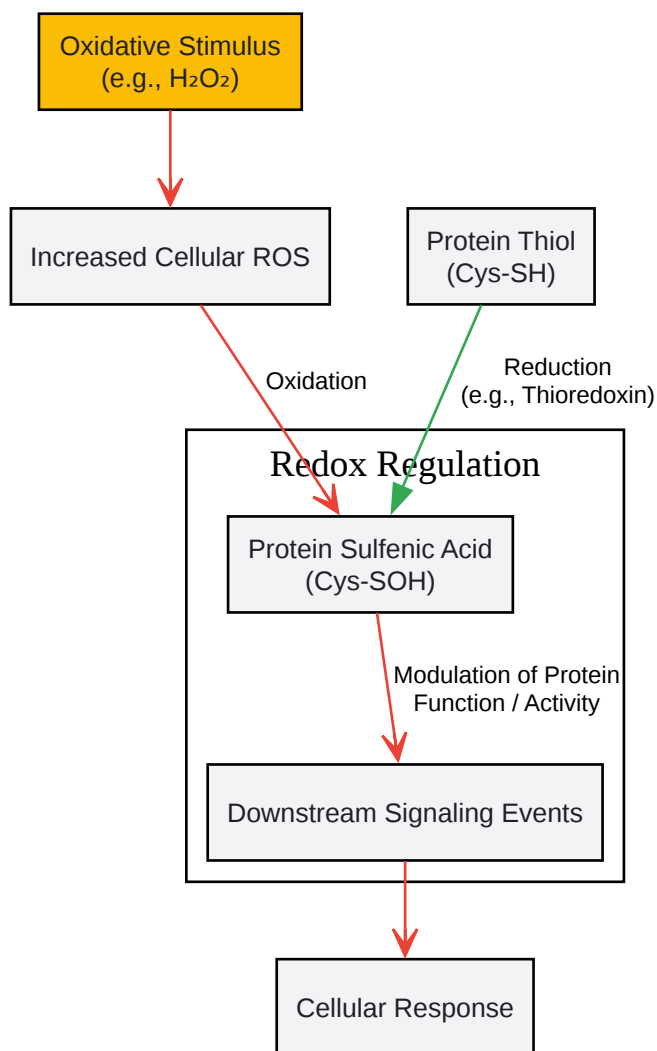 Oxidative Stimulus
(e.g., H₂O₂)
Increased Cellular ROS
Protein Thiol
(Cys-SH)
Oxidation
Reduction
(e.g., Thioredoxin)
Redox Regulation
Protein Sulfenic Acid
(Cys-SOH)
Modulation of Protein
Function / Activity
Downstream Signaling Events
Cellular Response